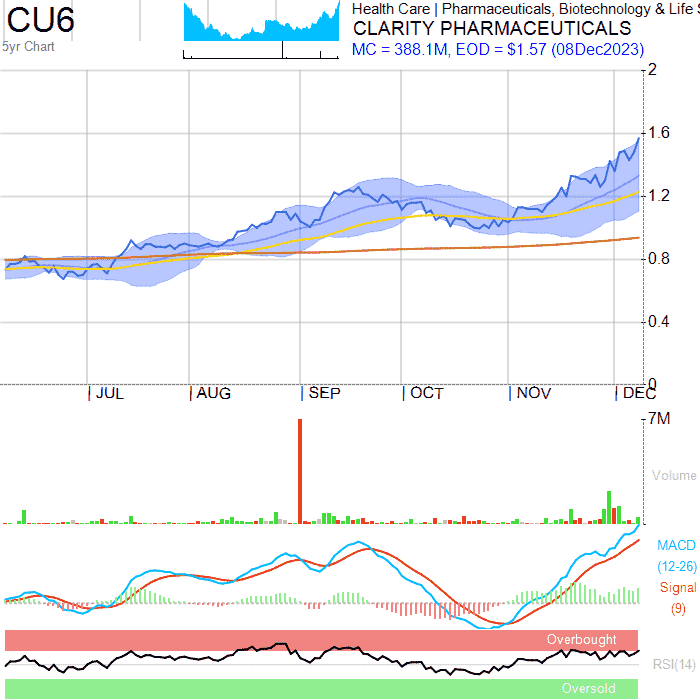 CU6
5yr Chart
Health Care | Pharmaceuticals, Biotechnology & Life S
CLARITY PHARMACEUTICALS
MC = 388.1M, EOD = $1.57 (08Dec2023)
2
1.6
1.2
0.8
0.4
0
JUL AUG SEP OCT NOV DEC
7M
Volume
MACD
(12-26)
Signal
(9)
Overbought
RSI(14)
Oversold